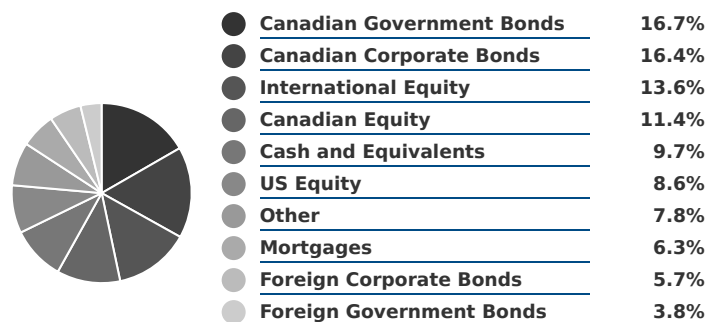 Canadian Government Bonds 16.7%
Canadian Corporate Bonds 16.4%
International Equity 13.6%
Canadian Equity 11.4%
Cash and Equivalents 9.7%
US Equity 8.6%
Other 7.8%
Mortgages 6.3%
Foreign Corporate Bonds 5.7%
Foreign Government Bonds 3.8%